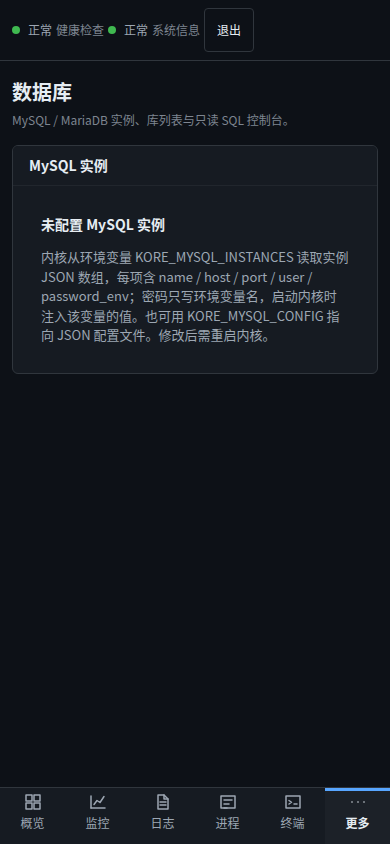 正常 健康检查 正常 系统信息 退出
数据库
MySQL / MariaDB 实例、库列表与只读 SQL 控制台。
MySQL 实例
未配置 MySQL 实例
内核从环境变量 KORE_MYSQL_INSTANCES 读取实例
JSON 数组，每项含 name / host / port / user /
password_env；密码只写环境变量名，启动内核时
注入该变量的值。也可用 KORE_MYSQL_CONFIG 指
向 JSON 配置文件。修改后需重启内核。
概览 监控 日志 进程 终端 更多